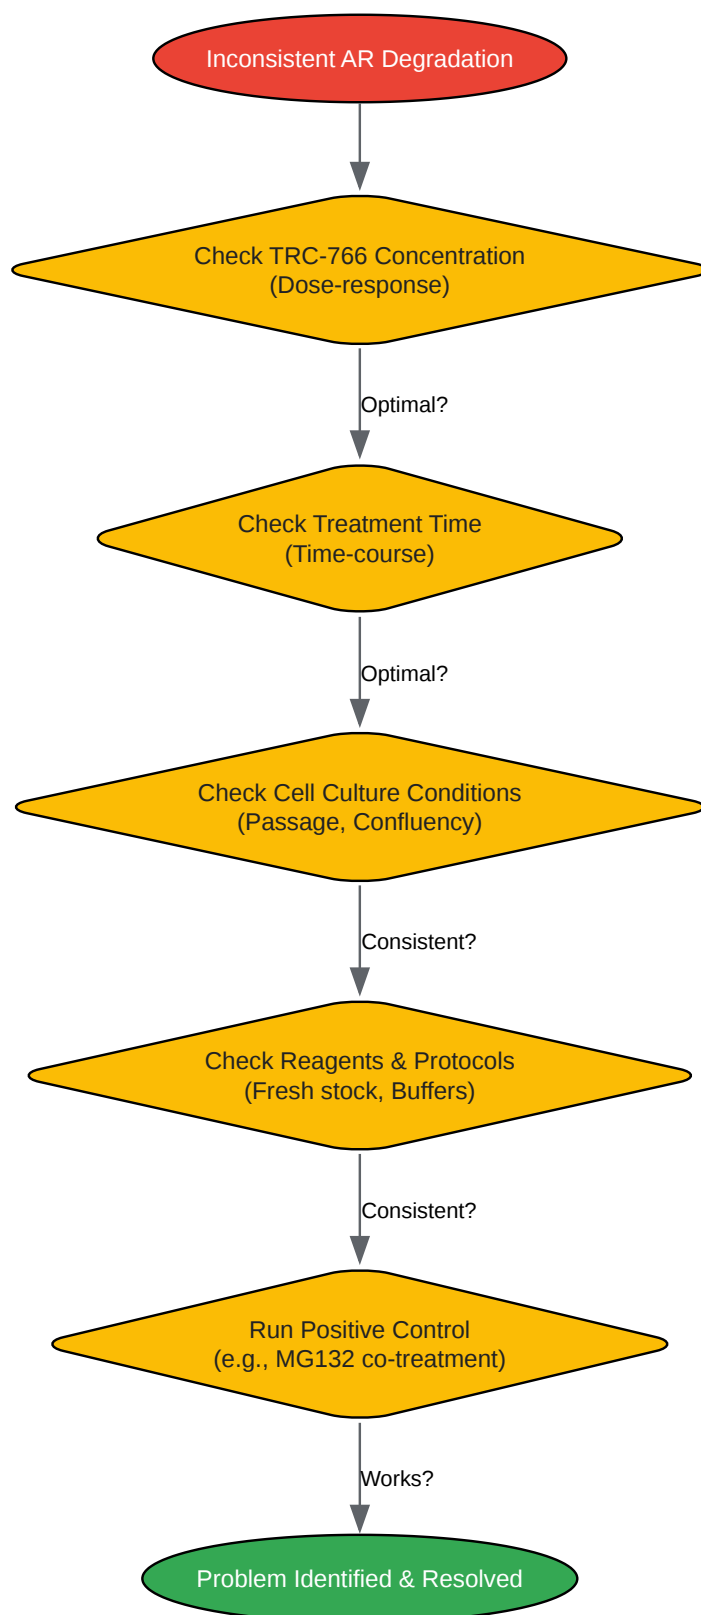 Inconsistent AR Degradation
Check TRC-766 Concentration
(Dose-response)
Optimal?
Check Treatment Time
(Time-course)
Optimal?
Check Cell Culture Conditions
(Passage, Confluency)
Consistent?
Check Reagents & Protocols
(Fresh stock, Buffers)
Consistent?
Run Positive Control
(e.g., MG132 co-treatment)
Works?
Problem Identified & Resolved